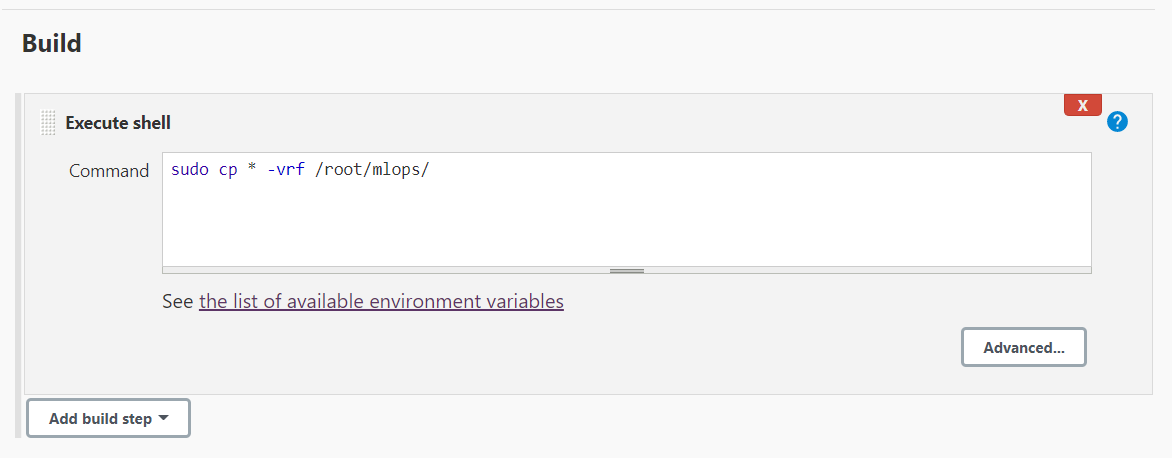 Build
X
Execute shell
?
Command
sudo cp * -vrf /root/mlops/
See the list of available environment variables
Advanced...
Add build step